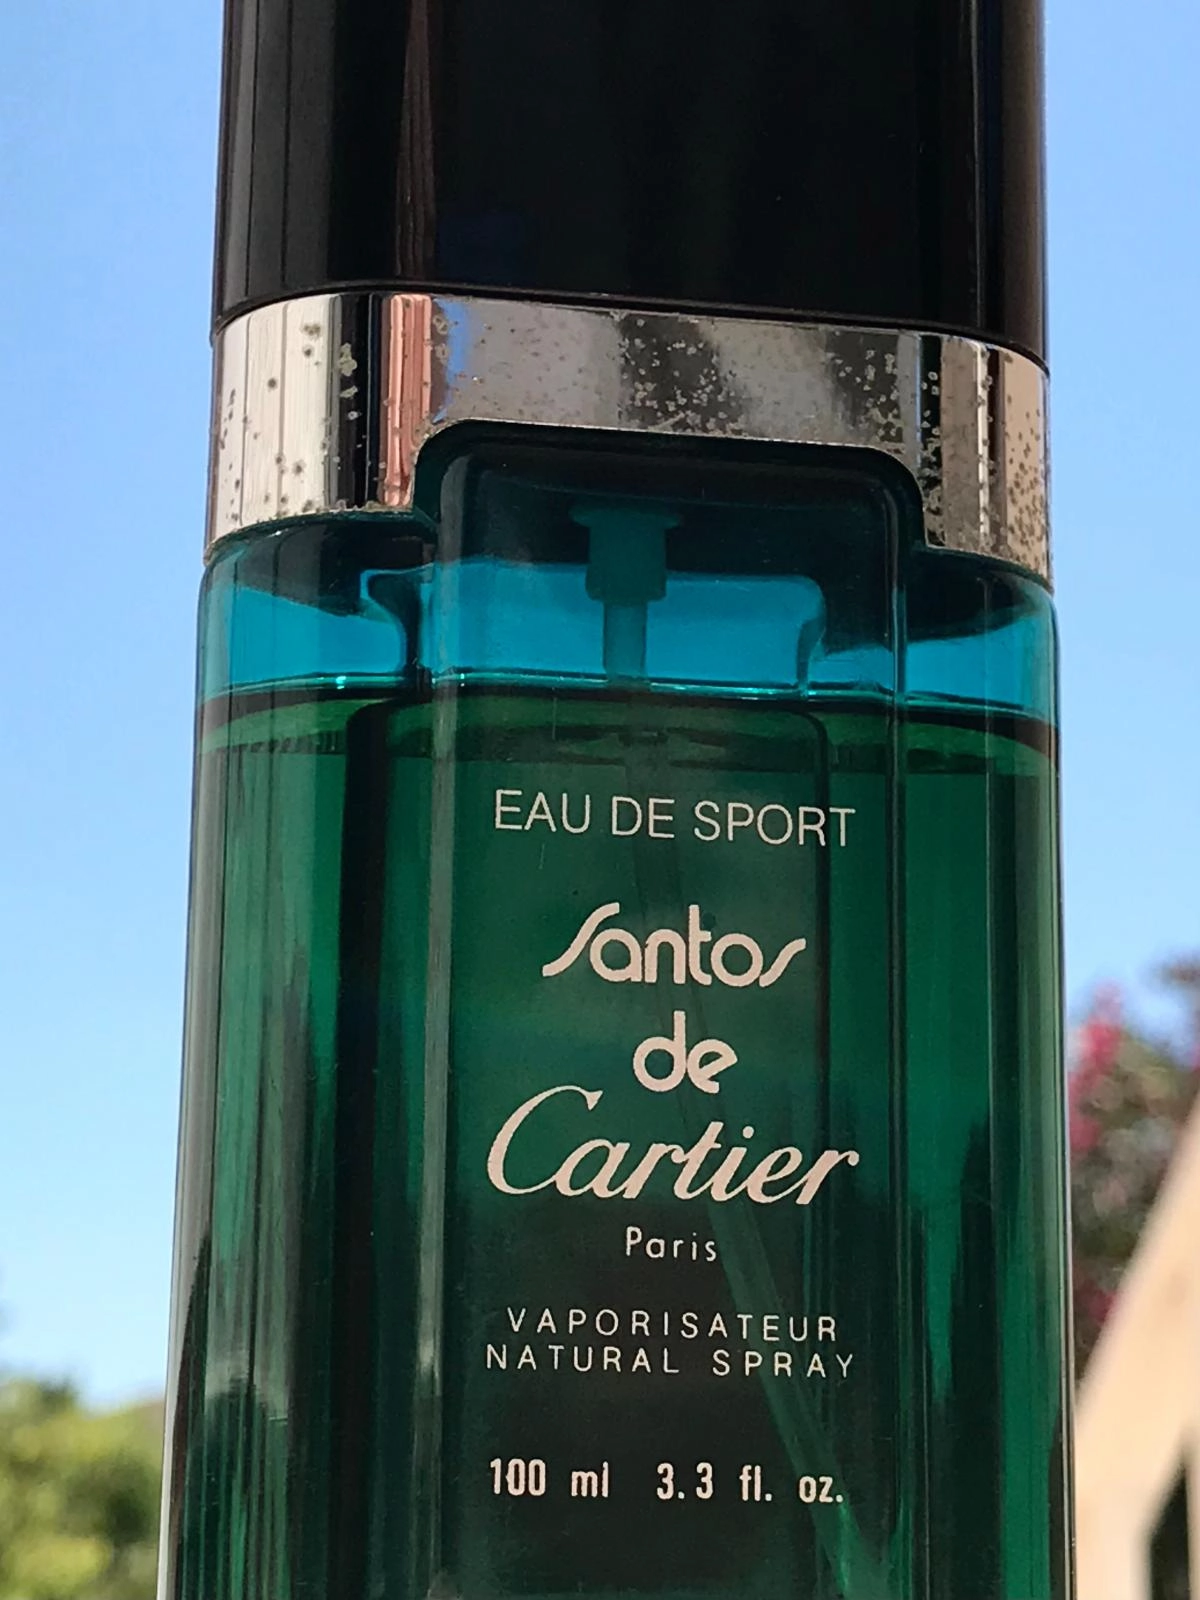 EAU DE SPORT
Santos
de
Cartier
Paris
VAPORISATEUR
NATURAL SPRAY
100 ml 3.3 fl. oz.